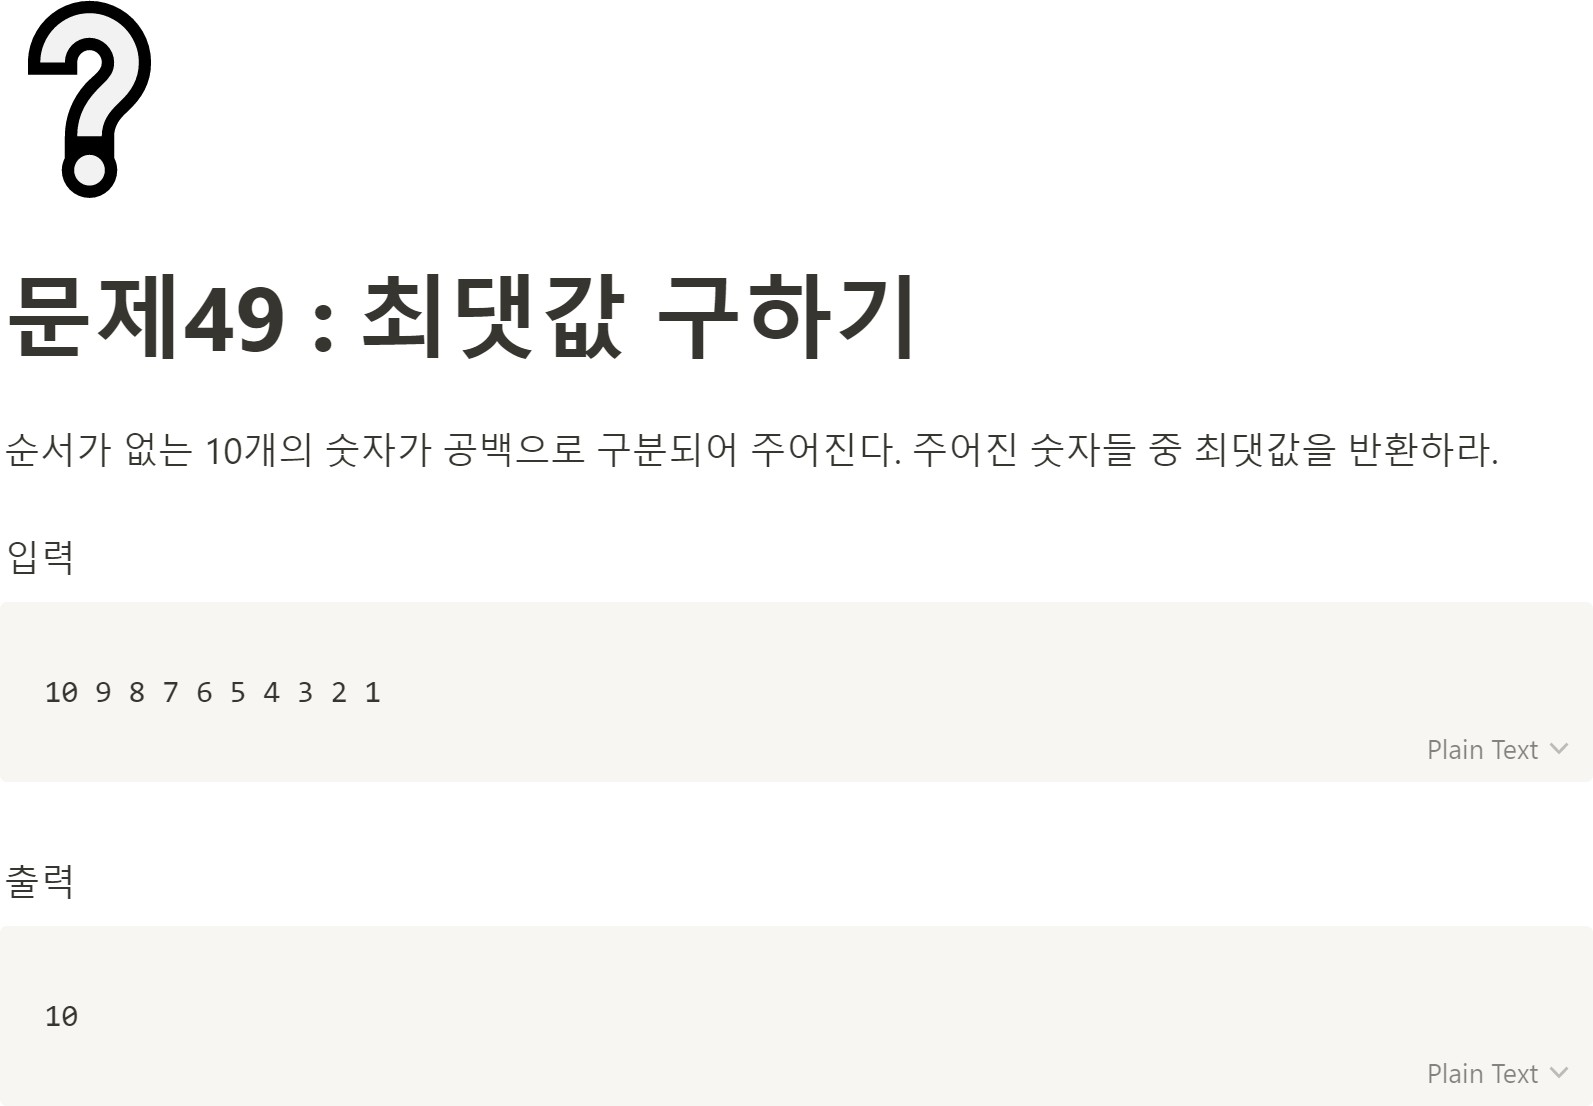 문제49 : 최댓값 구하기
순서가 없는 10개의 숫자가 공백으로 구분되어 주어진다. 주어진 숫자들 중 최댓값을 반환하라.
입력
10 9 8 7 6 5 4 3 2 1
Plain Text
출력
10
Plain Text